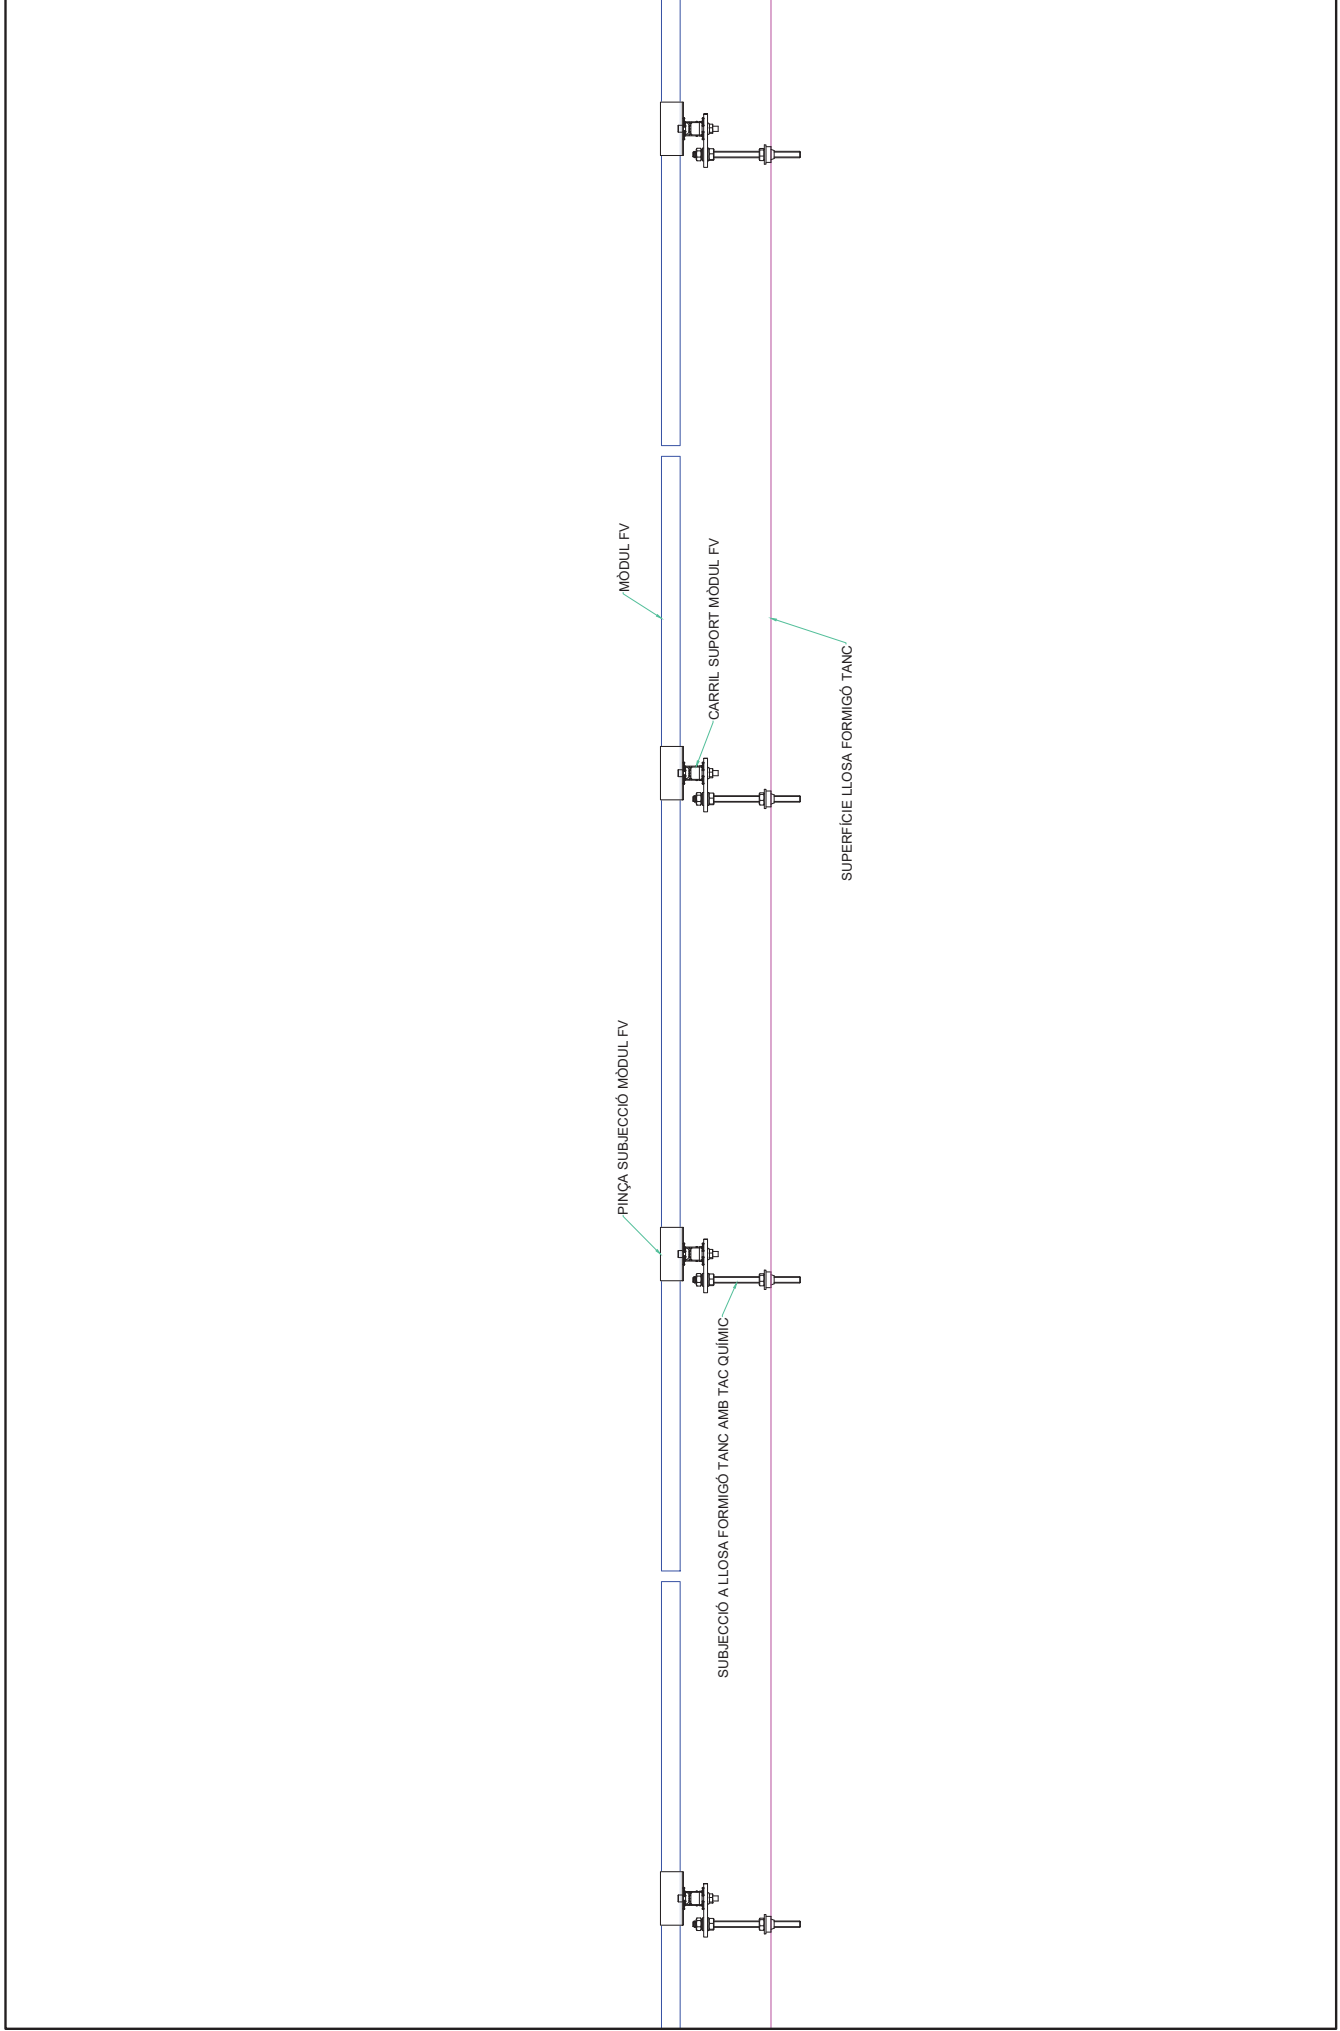 MÒDUL FV
CARRIL SUPORT MÒDUL FV
SUPERFÍCIE LLOSA FORMIGÓ TANC
PINÇA SUBJECCIÓ MÒDUL FV
SUBJECCIÓ A LLOSA FORMIGÓ TANC AMB TAC QUÍMIC